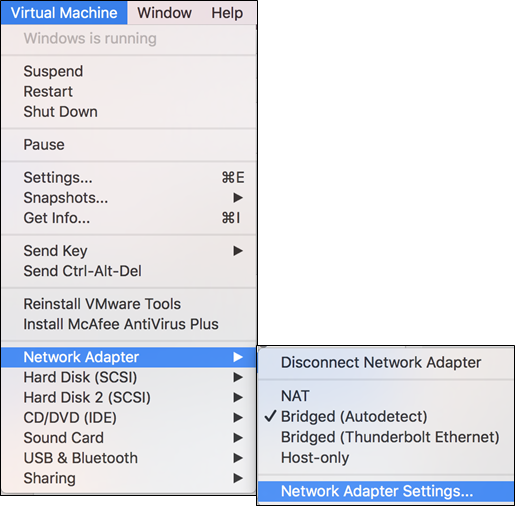 Virtual Machine Window Help
Windows is running
Suspend
Restart
Shut Down
Pause
Settings... ⌘E
Snapshots... ▶
Get Info... ⌘I
Send Key ▶
Send Ctrl-Alt-Del
Reinstall VMware Tools
Install McAfee AntiVirus Plus
Network Adapter ▶
Hard Disk (SCSI) ▶
Hard Disk 2 (SCSI) ▶
CD/DVD (IDE) ▶
Sound Card ▶
USB & Bluetooth ▶
Sharing ▶
Disconnect Network Adapter
NAT
✓ Bridged (Autodetect)
Bridged (Thunderbolt Ethernet)
Host-only
Network Adapter Settings...